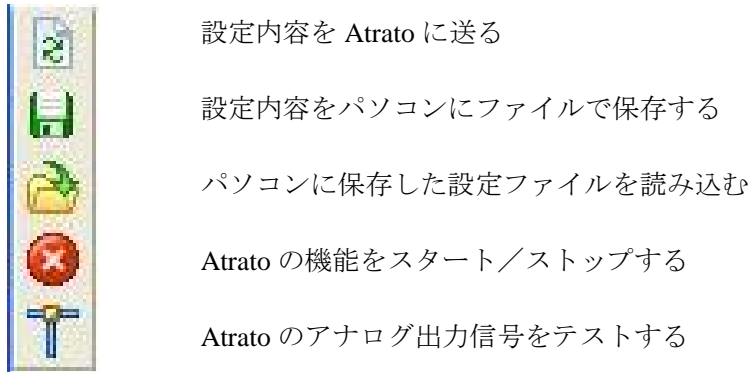 設定内容を Atrato に送る
設定内容をパソコンにファイルで保存する
パソコンに保存した設定ファイルを読み込む
Atrato の機能をスタート／ストップする
Atrato のアナログ出力信号をテストする